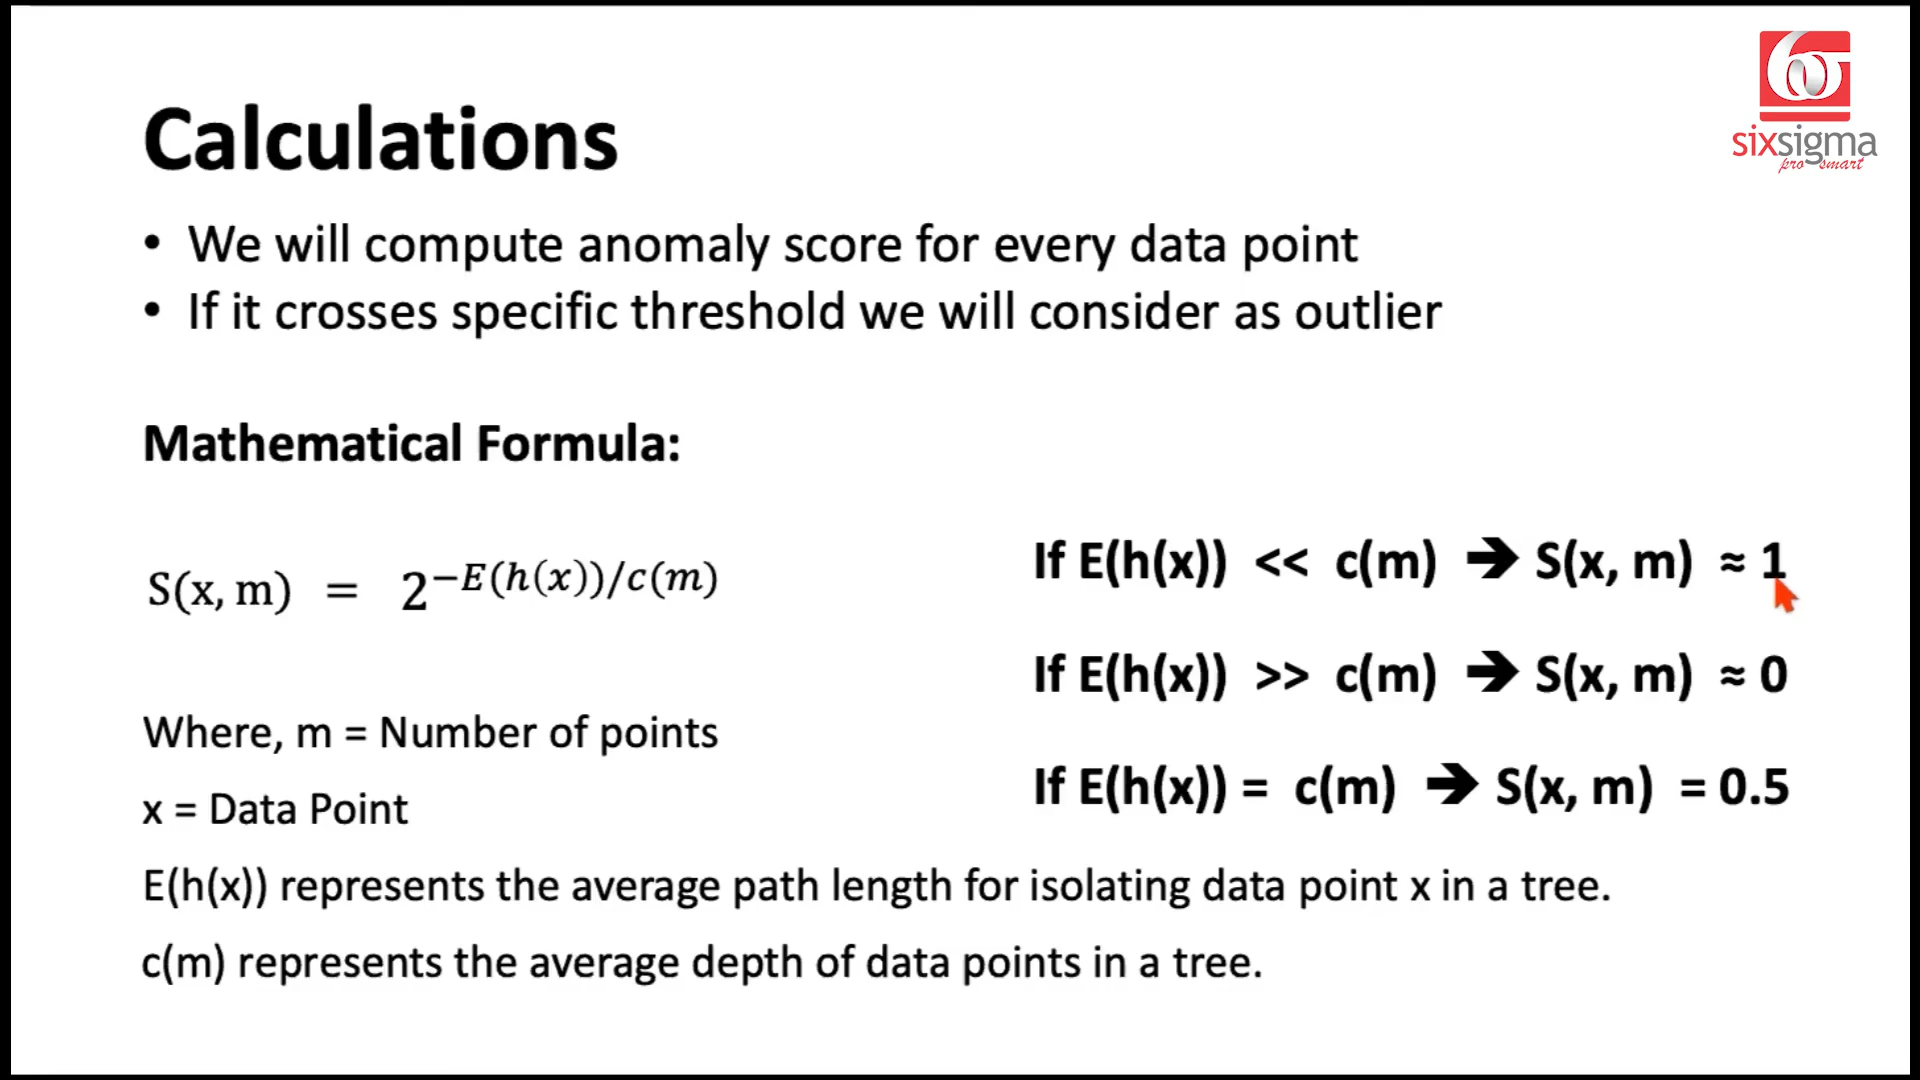 sixsigma
pro smart
Calculations
• We will compute anomaly score for every data point
• If it crosses specific threshold we will consider as outlier
Mathematical Formula:
S(x, m) = 2^{−E(h(x))/c(m)}
If E(h(x)) << c(m) ➔ S(x, m) ≈ 1
If E(h(x)) >> c(m) ➔ S(x, m) ≈ 0
If E(h(x)) = c(m) ➔ S(x, m) = 0.5
Where, m = Number of points
x = Data Point
E(h(x)) represents the average path length for isolating data point x in a tree.
c(m) represents the average depth of data points in a tree.